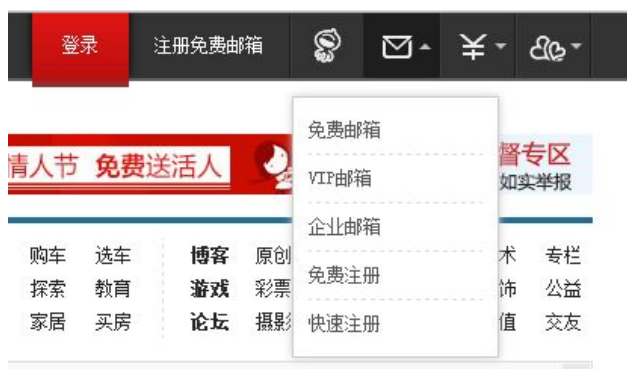 登录 注册免费邮箱
免费邮箱
VIP邮箱
企业邮箱
免费注册
快速注册
情人节 免费送活人
督专区
如实举报
购车 选车 博客 原创 术 专栏
探索 教育 游戏 彩票 饰 公益
家居 买房 论坛 摄影 值 交友